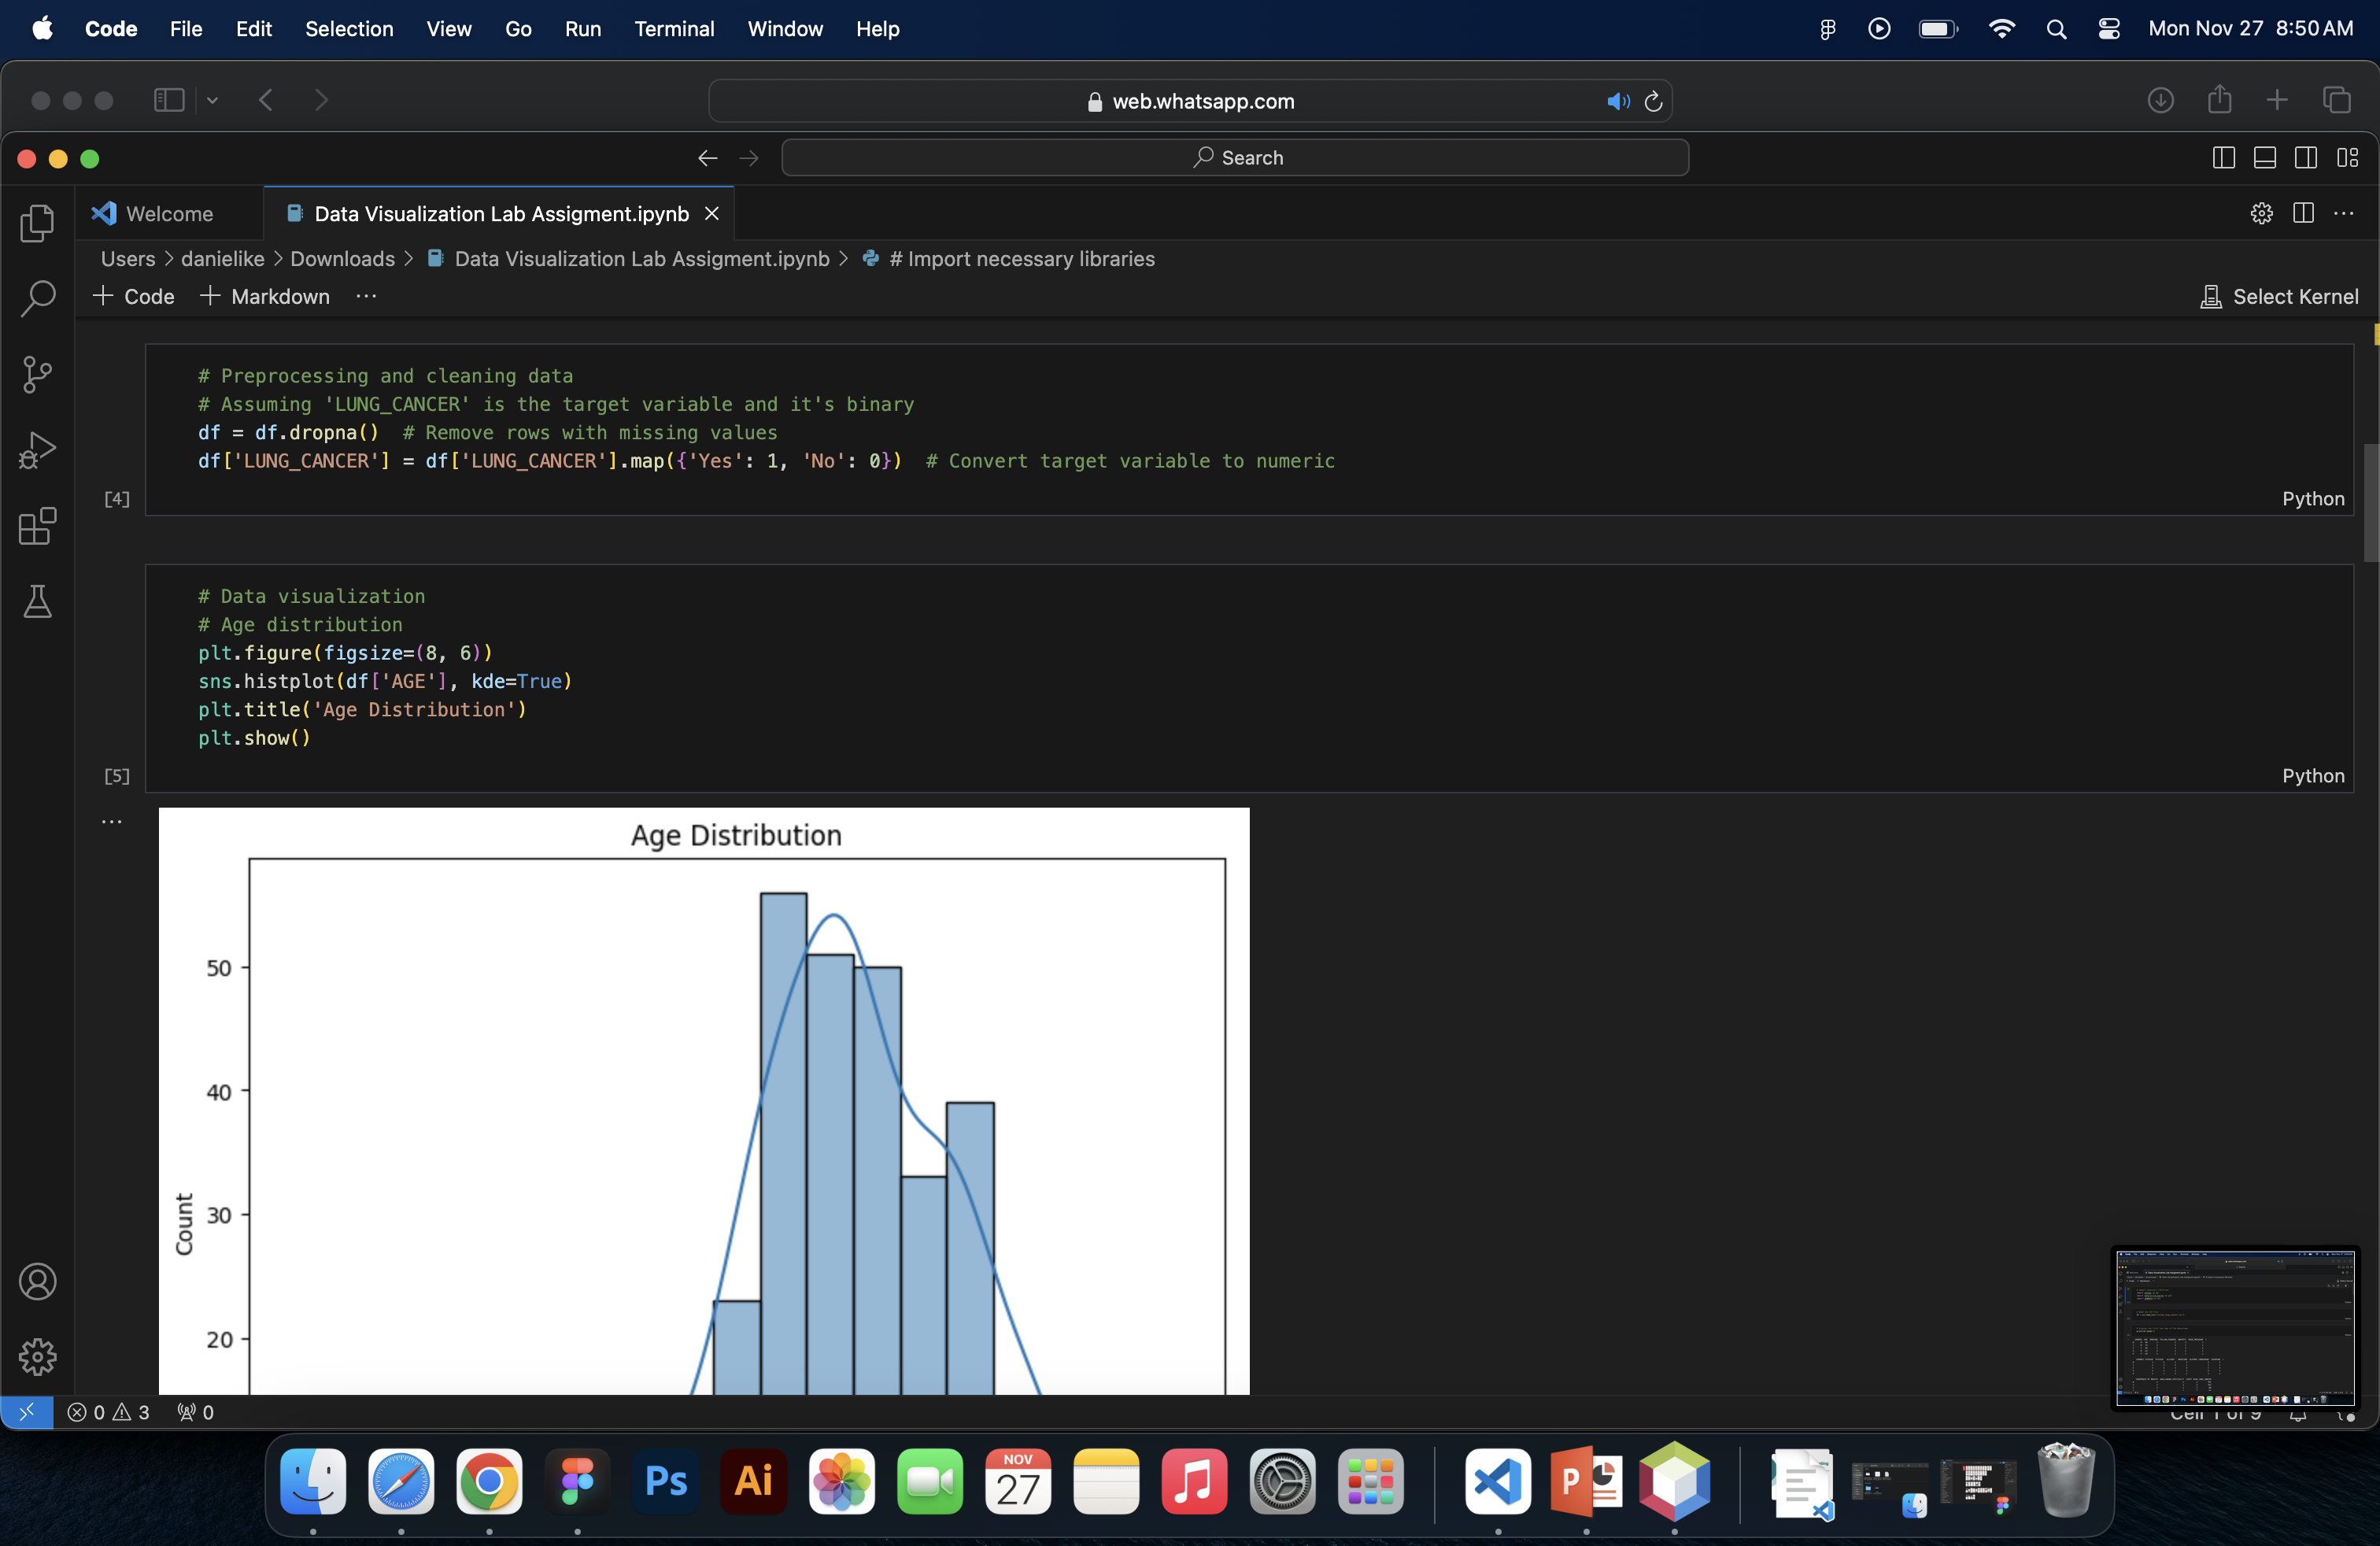 Code File Edit Selection View Go Run Terminal Window Help Mon Nov 27 8:50 AM
web.whatsapp.com
Search
Welcome Data Visualization Lab Assigment.ipynb
Users > danielike > Downloads > Data Visualization Lab Assigment.ipynb > # Import necessary libraries
+ Code + Markdown ... Select Kernel
# Preprocessing and cleaning data
# Assuming 'LUNG_CANCER' is the target variable and it's binary
df = df.dropna()  # Remove rows with missing values
df['LUNG_CANCER'] = df['LUNG_CANCER'].map({'Yes': 1, 'No': 0})  # Convert target variable to numeric
[4] Python
# Data visualization
# Age distribution
plt.figure(figsize=(8, 6))
sns.histplot(df['AGE'], kde=True)
plt.title('Age Distribution')
plt.show()
[5] Python
...
Age Distribution
50
40
30
20
Count
0 3 0 Cell 1 of 9
Ps Ai NOV 27 P